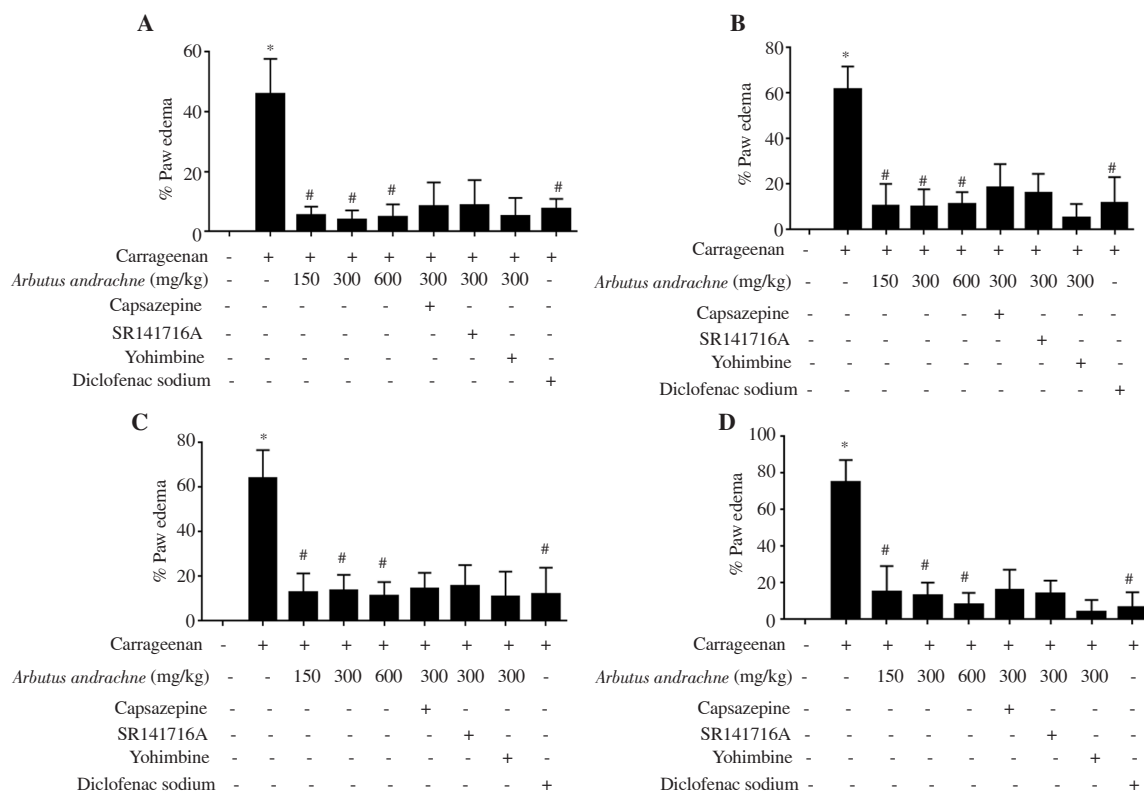 A
% Paw edema
60
40
20
0
*
# # # #
Carrageenan - + + + + + + + +
Arbutus andrachne (mg/kg) - - 150 300 600 300 300 300 -
Capsazepine - - - - - + - - -
SR141716A - - - - - - + - -
Yohimbine - - - - - - - + -
Diclofenac sodium - - - - - - - - +
B
% Paw edema
80
60
40
20
0
*
# # # #
Carrageenan - + + + + + + + +
Arbutus andrachne (mg/kg) - - 150 300 600 300 300 300 -
Capsazepine - - - - - + - - -
SR141716A - - - - - - + - -
Yohimbine - - - - - - - + -
Diclofenac sodium - - - - - - - - +
C
% Paw edema
80
60
40
20
0
*
# # # #
Carrageenan - + + + + + + + +
Arbutus andrachne (mg/kg) - - 150 300 600 300 300 300 -
Capsazepine - - - - - + - - -
SR141716A - - - - - - + - -
Yohimbine - - - - - - - + -
Diclofenac sodium - - - - - - - - +
D
% Paw edema
100
80
60
40
20
0
*
# # # #
Carrageenan - + + + + + + + +
Arbutus andrachne (mg/kg) - - 150 300 600 300 300 300 -
Capsazepine - - - - - + - - -
SR141716A - - - - - - + - -
Yohimbine - - - - - - - + -
Diclofenac sodium - - - - - - - - +